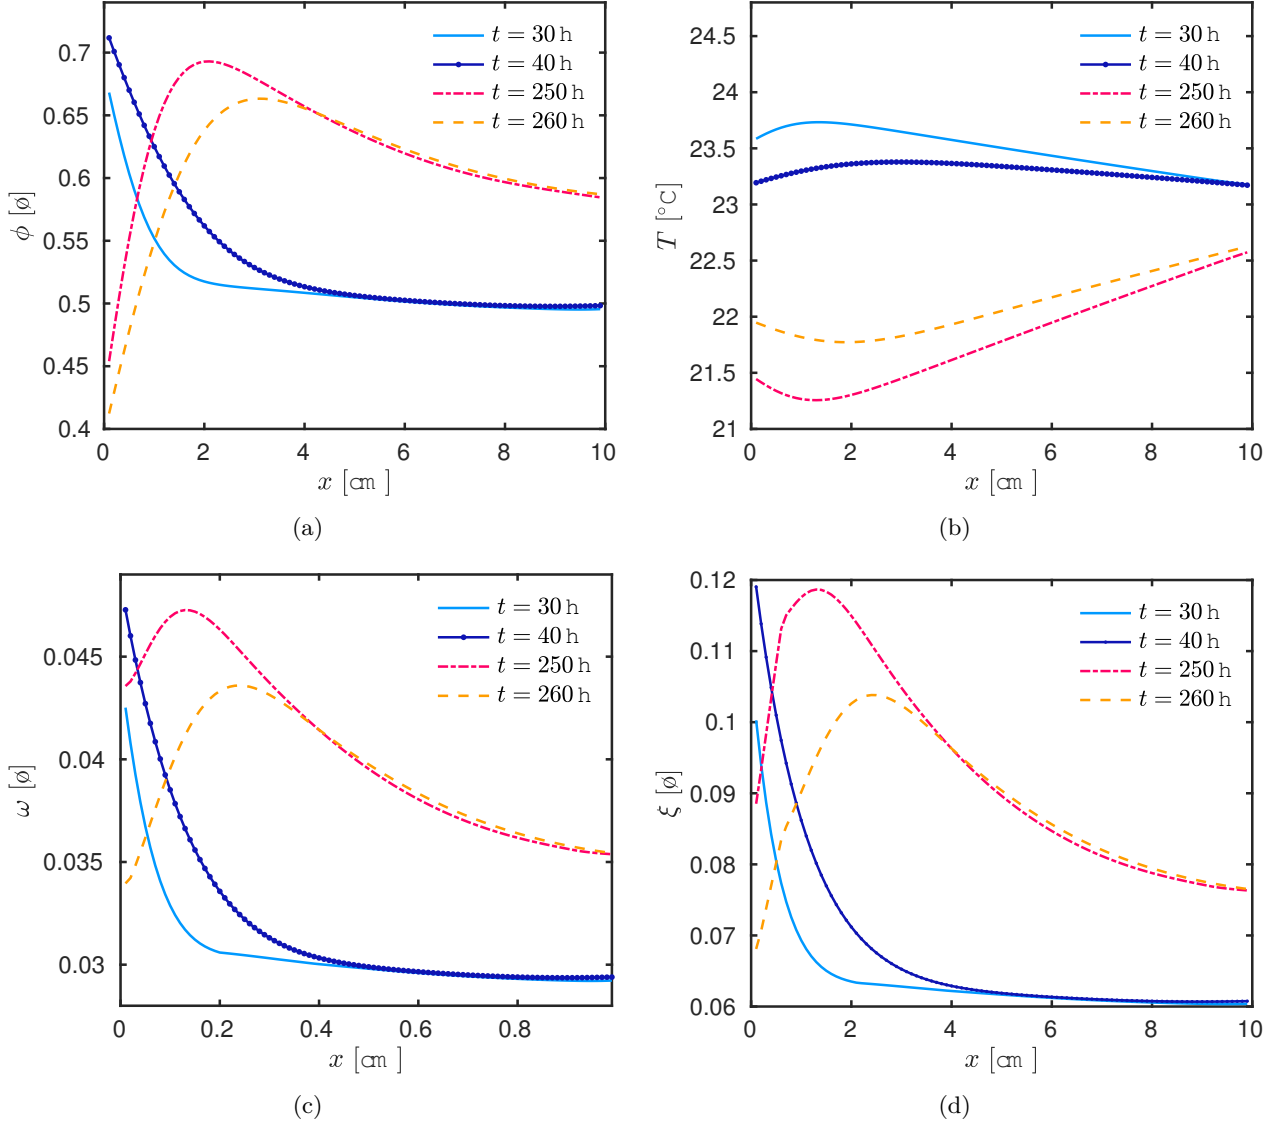 0.7
0.65
0.6
0.55
0.5
0.45
0.4
ϕ [ø]
0 2 4 6 8 10
x [cm ]
t = 30 h
t = 40 h
t = 250 h
t = 260 h
(a)
24.5
24
23.5
23
22.5
22
21.5
21
T [°C]
0 2 4 6 8 10
x [cm ]
t = 30 h
t = 40 h
t = 250 h
t = 260 h
(b)
0.045
0.04
0.035
0.03
ω [ø]
0 0.2 0.4 0.6 0.8
x [cm ]
t = 30 h
t = 40 h
t = 250 h
t = 260 h
(c)
0.12
0.11
0.1
0.09
0.08
0.07
0.06
ξ [ø]
0 2 4 6 8 10
x [cm ]
t = 30 h
t = 40 h
t = 250 h
t = 260 h
(d)